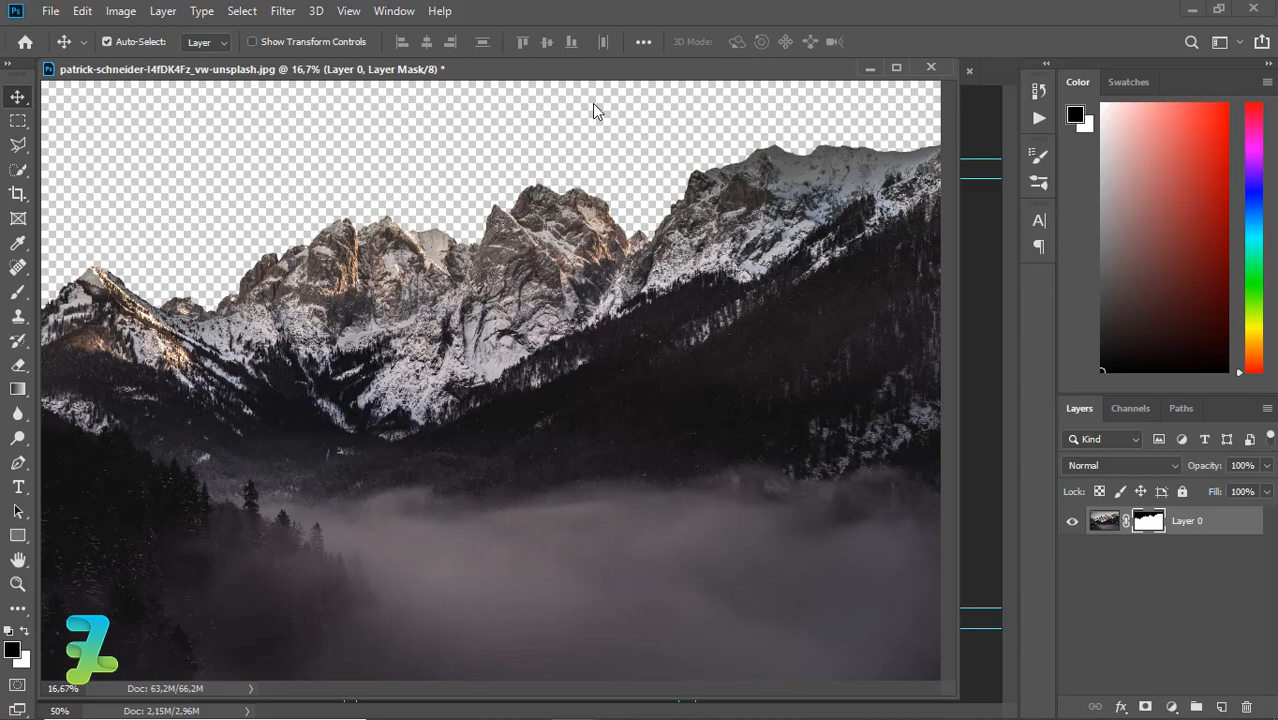 Ps File Edit Image Layer Type Select Filter 3D View Window Help
Auto-Select: Layer Show Transform Controls 3D Mode:
patrick-schneider-I4fDK4Fz_vw-unsplash.jpg @ 16,7% (Layer 0, Layer Mask/8) *
Color Swatches
Layers Channels Paths
Kind
Normal Opacity: 100%
Lock: Fill: 100%
Layer 0
16,67% Doc: 63,2M/66,2M
50% Doc: 2,15M/2,96M